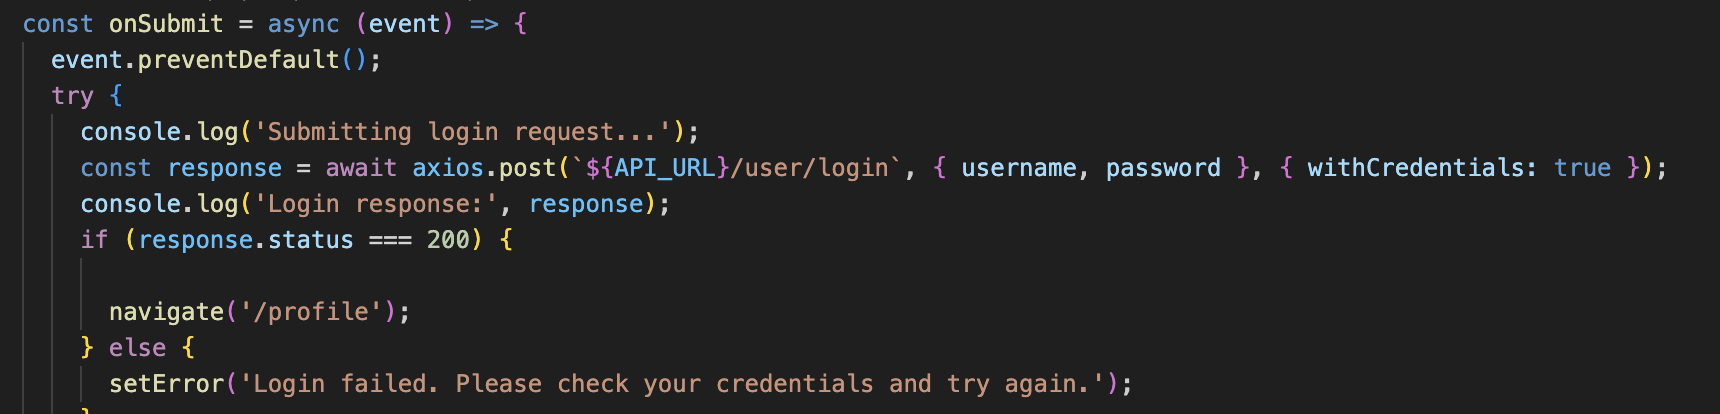 const onSubmit = async (event) => {
  event.preventDefault();
  try {
    console.log('Submitting login request...');
    const response = await axios.post(`${API_URL}/user/login`, { username, password }, { withCredentials: true });
    console.log('Login response:', response);
    if (response.status === 200) {

      navigate('/profile');
    } else {
      setError('Login failed. Please check your credentials and try again.');
    }